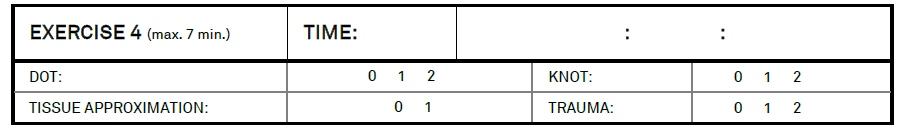 EXERCISE 4 (max. 7 min.) TIME: : :
DOT: 0 1 2 KNOT: 0 1 2
TISSUE APPROXIMATION: 0 1 TRAUMA: 0 1 2